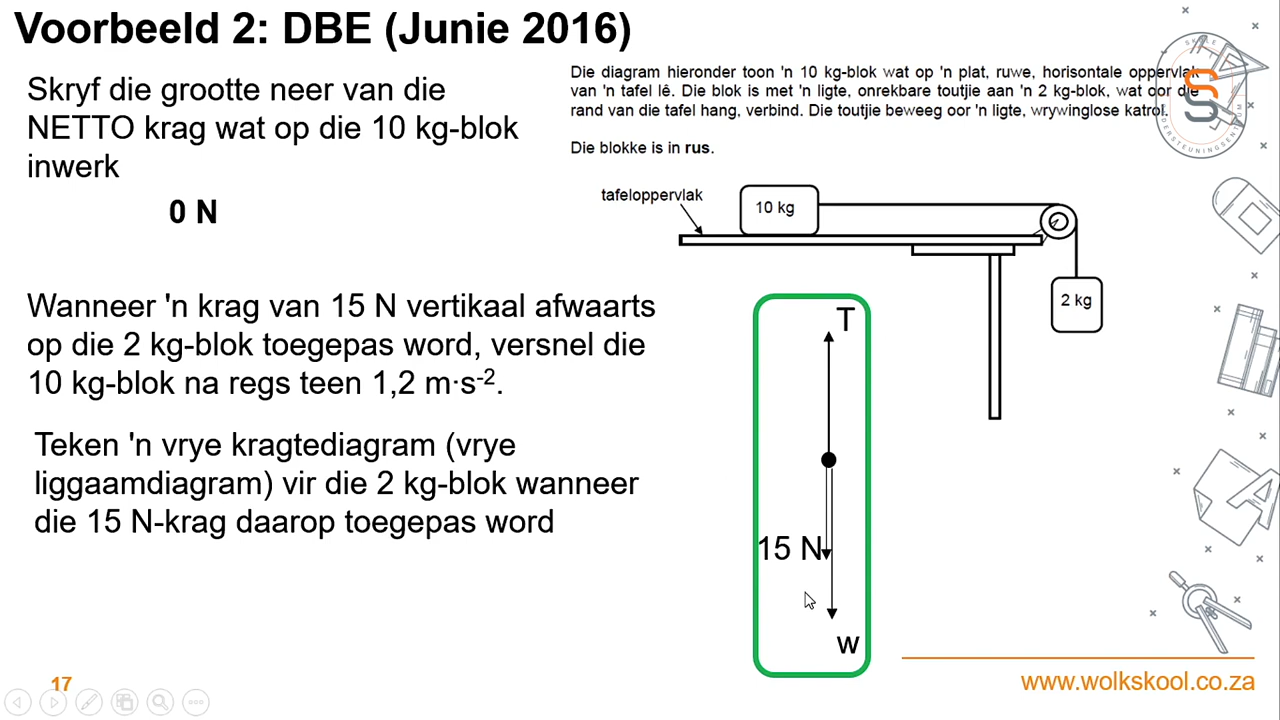 Voorbeeld 2: DBE (Junie 2016)
Skryf die grootte neer van die
NETTO krag wat op die 10 kg-blok
inwerk
0 N
Die diagram hieronder toon 'n 10 kg-blok wat op 'n plat, ruwe, horisontale oppervlak
van 'n tafel lê. Die blok is met 'n ligte, onrekbare toutjie aan 'n 2 kg-blok, wat oor die
rand van die tafel hang, verbind. Die toutjie beweeg oor 'n ligte, wrywinglose katrol.
Die blokke is in rus.
tafeloppervlak
10 kg
2 kg
Wanneer 'n krag van 15 N vertikaal afwaarts
op die 2 kg-blok toegepas word, versnel die
10 kg-blok na regs teen 1,2 m·s⁻².
Teken 'n vrye kragtediagram (vrye
liggaamdiagram) vir die 2 kg-blok wanneer
die 15 N-krag daarop toegepas word
T
15 N
w
17
www.wolkskool.co.za